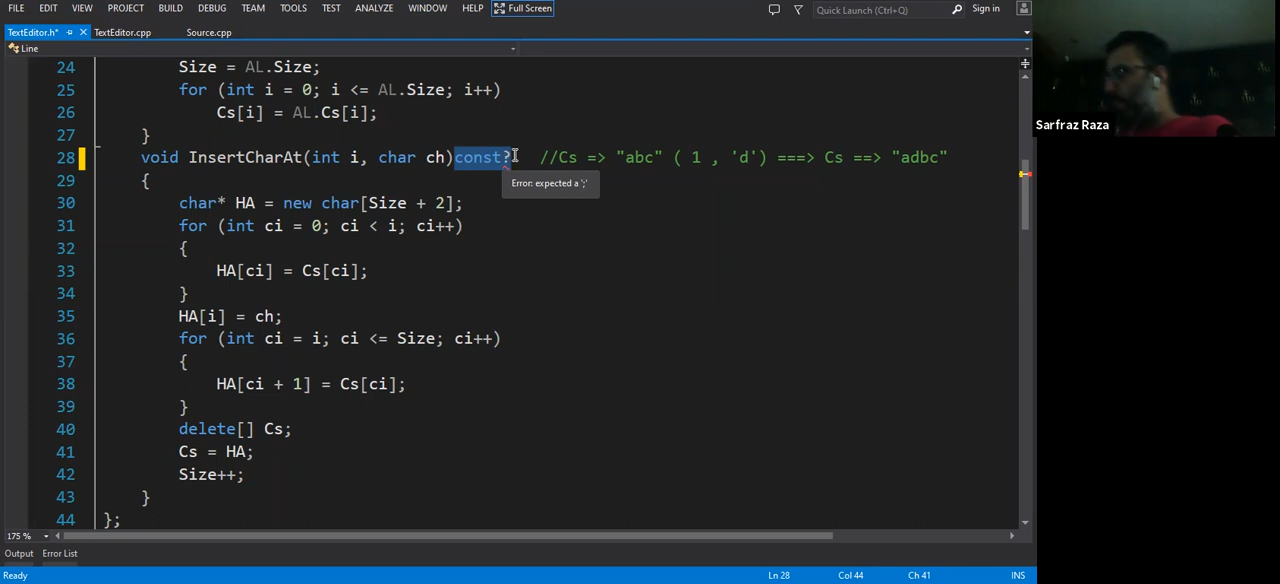 FILE EDIT VIEW PROJECT BUILD DEBUG TEAM TOOLS TEST ANALYZE WINDOW HELP Full Screen Quick Launch (Ctrl+Q) Sign in
TextEditor.h* TextEditor.cpp Source.cpp
Line
24 Size = AL.Size;
25 for (int i = 0; i <= AL.Size; i++)
26 Cs[i] = AL.Cs[i];
27 }
28 void InsertCharAt(int i, char ch)const? //Cs => "abc" ( 1 , 'd') ===> Cs ==> "adbc"
29 {
Error: expected a ';'
30 char* HA = new char[Size + 2];
31 for (int ci = 0; ci < i; ci++)
32 {
33 HA[ci] = Cs[ci];
34 }
35 HA[i] = ch;
36 for (int ci = i; ci <= Size; ci++)
37 {
38 HA[ci + 1] = Cs[ci];
39 }
40 delete[] Cs;
41 Cs = HA;
42 Size++;
43 }
44 };
175 %
Output Error List
Ready Ln 28 Col 44 Ch 41 INS
Sarfraz Raza